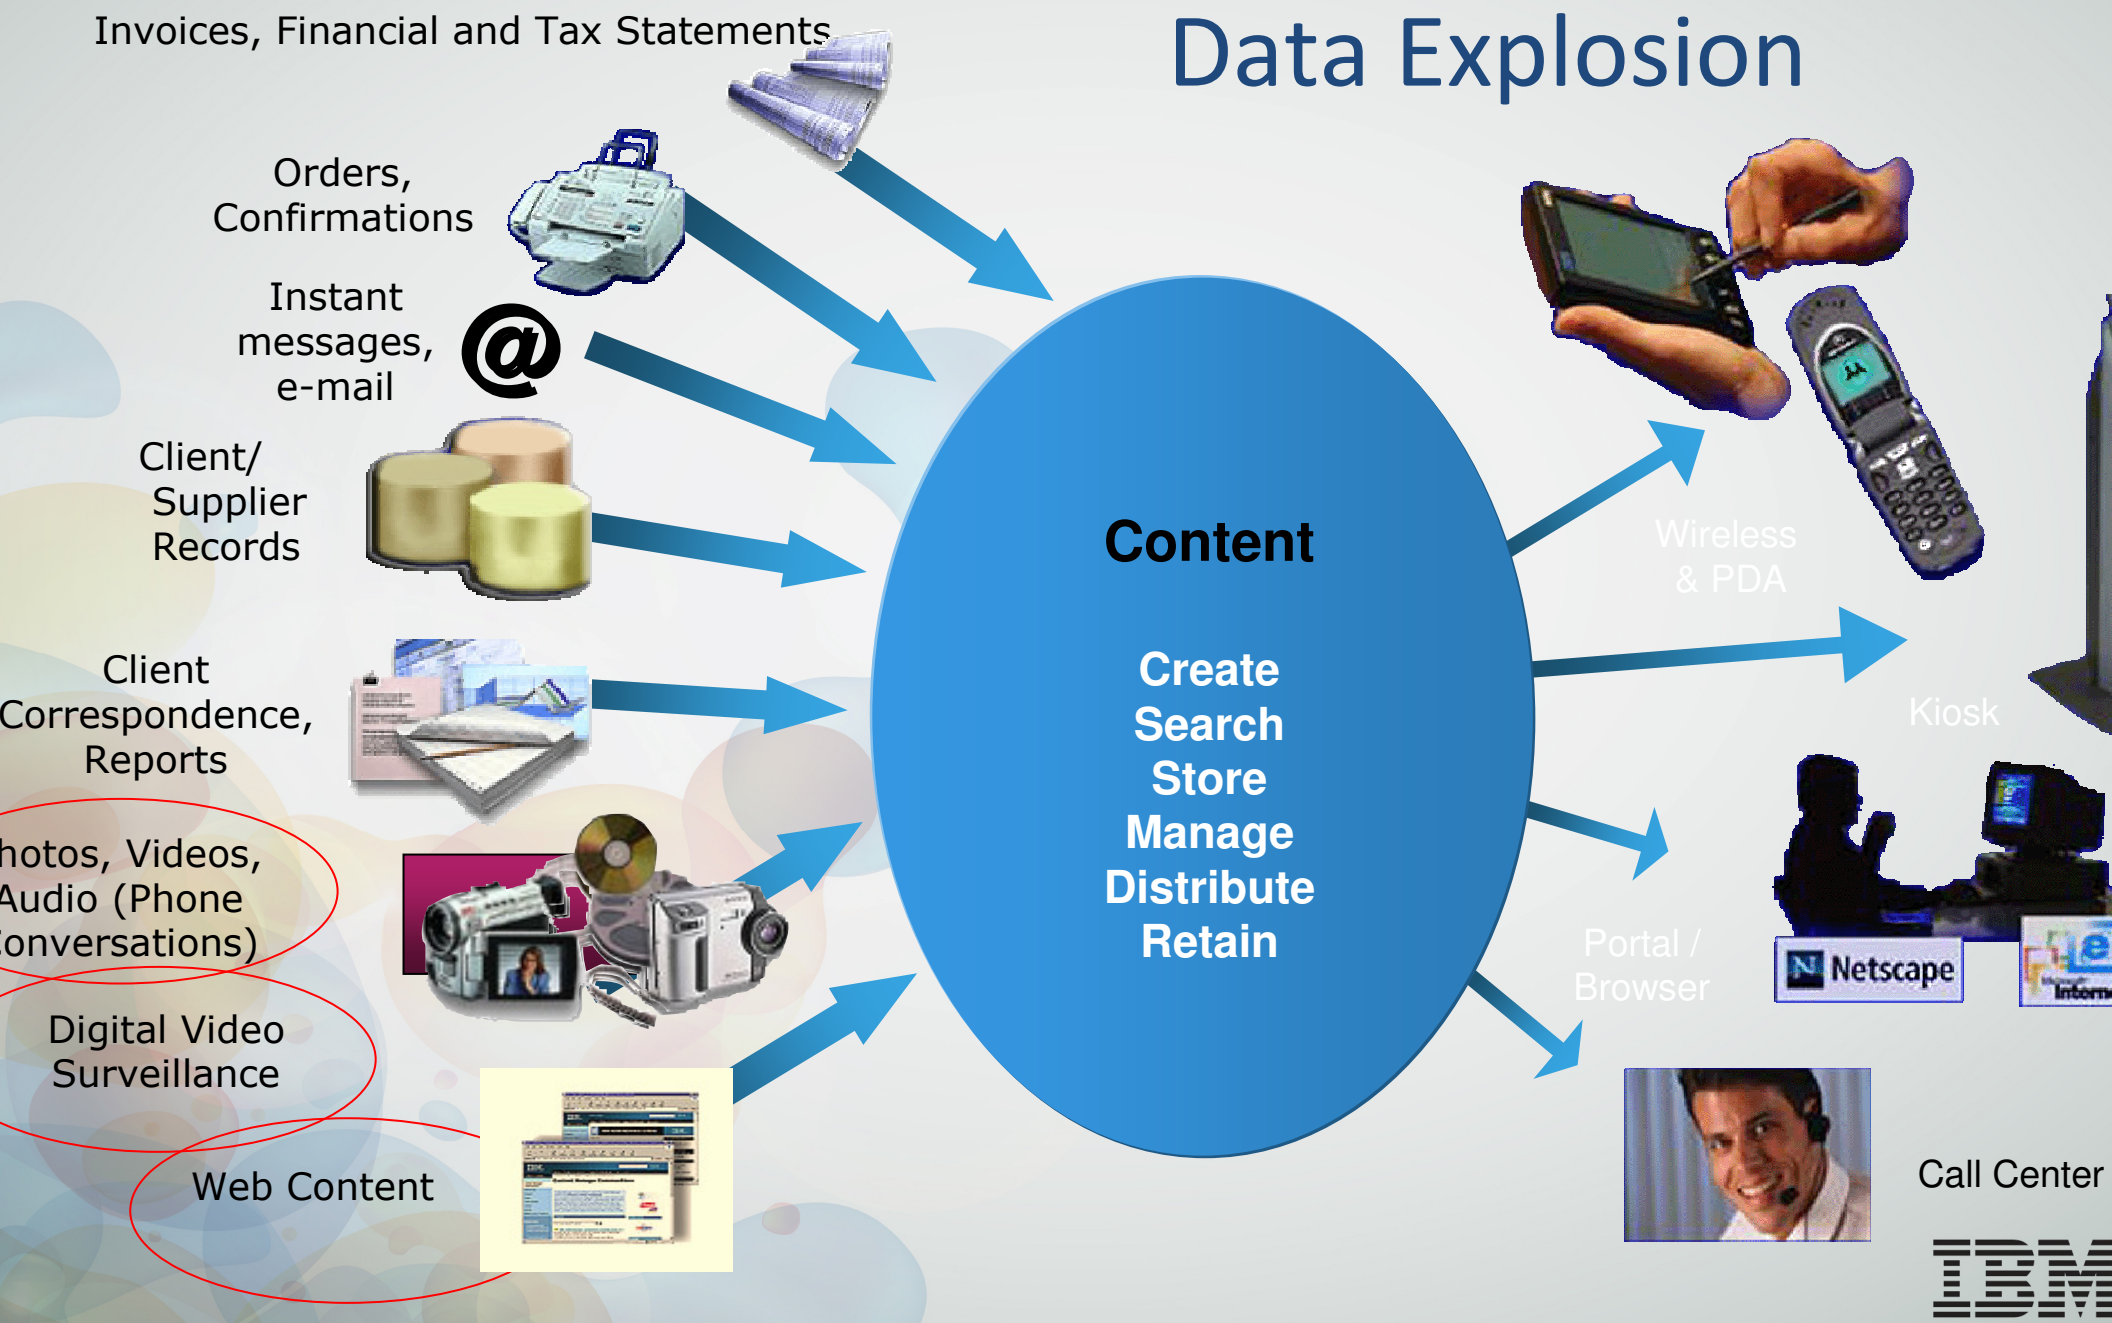 Invoices, Financial and Tax Statements
Data Explosion
Orders,
Confirmations
Instant
messages,
e-mail
@
Client/
Supplier
Records
Client
Correspondence,
Reports
hotos, Videos,
Audio (Phone
Conversations)
Digital Video
Surveillance
Web Content
Content
Create
Search
Store
Manage
Distribute
Retain
Wireless
& PDA
Kiosk
Portal /
Browser
N Netscape
Call Center
IBM